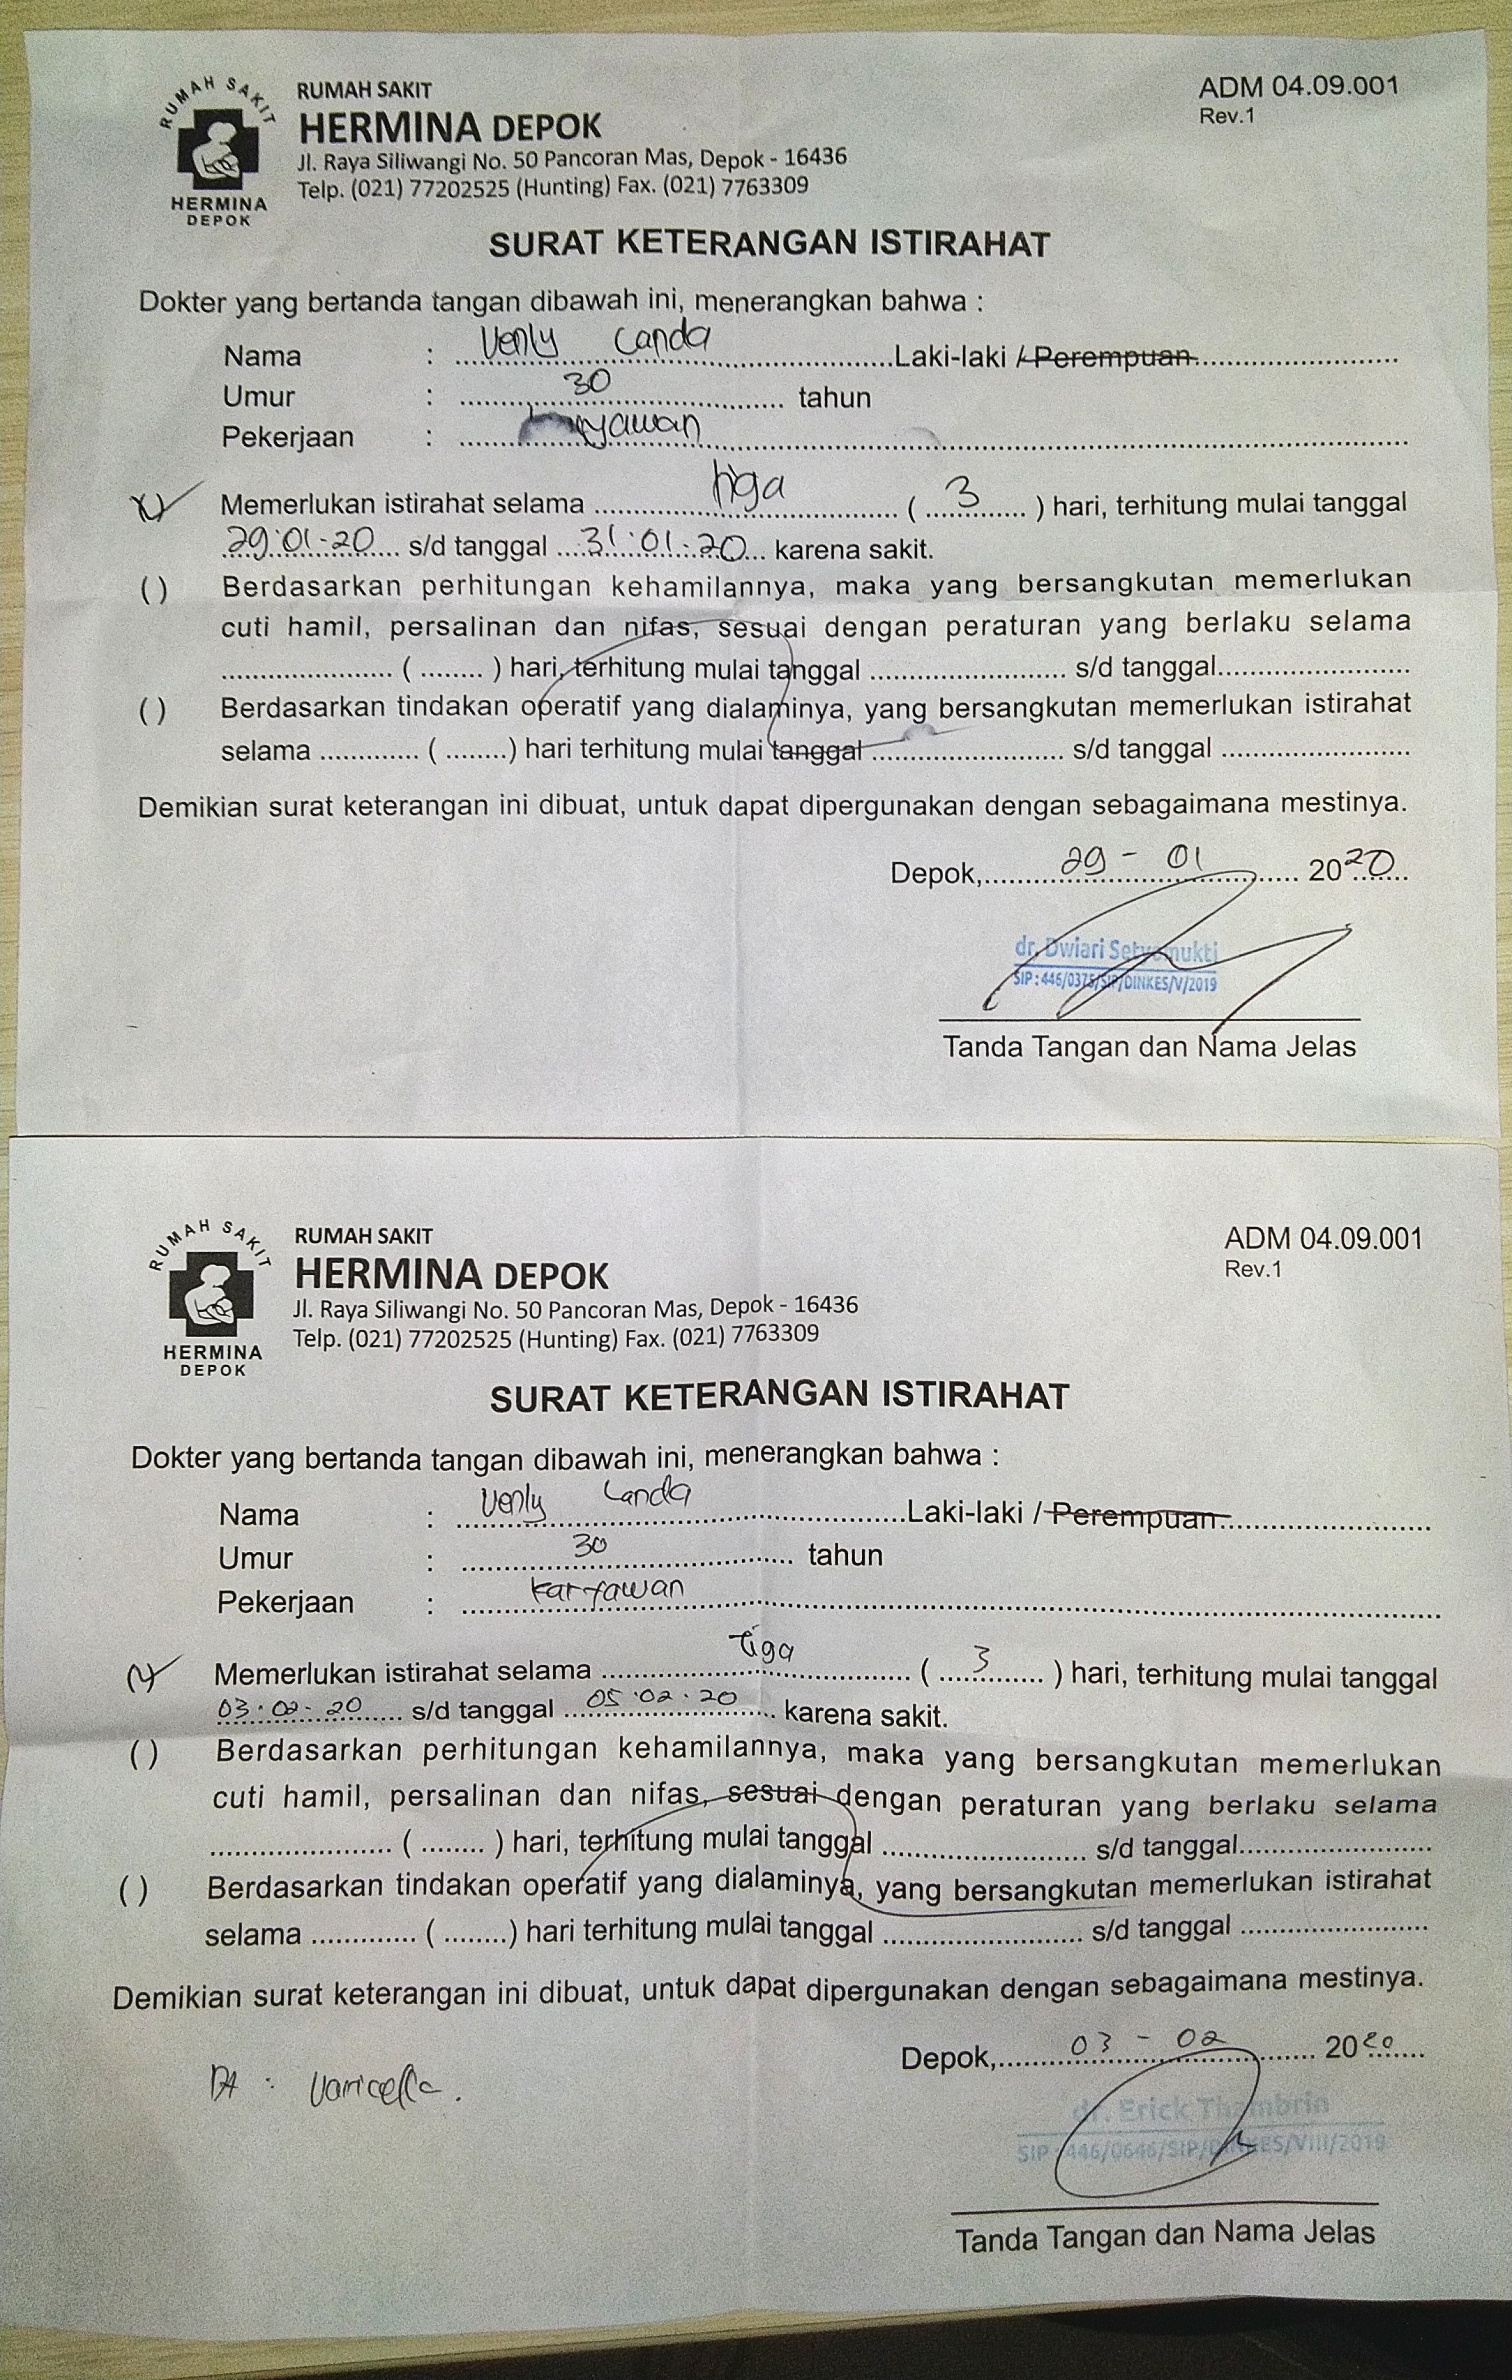 RUMAH SAKIT
HERMINA
DEPOK
RUMAH SAKIT
HERMINA DEPOK
Jl. Raya Siliwangi No. 50 Pancoran Mas, Depok - 16436
Telp. (021) 77202525 (Hunting) Fax. (021) 7763309
ADM 04.09.001
Rev.1
SURAT KETERANGAN ISTIRAHAT
Dokter yang bertanda tangan dibawah ini, menerangkan bahwa :
Nama : Venly Canda Laki-laki / Perempuan
Umur : 30 tahun
Pekerjaan :
Memerlukan istirahat selama tiga ( 3 ) hari, terhitung mulai tanggal
29.01-20 s/d tanggal 31.01.20 karena sakit.
( ) Berdasarkan perhitungan kehamilannya, maka yang bersangkutan memerlukan
cuti hamil, persalinan dan nifas, sesuai dengan peraturan yang berlaku selama
.................... ( ........ ) hari, terhitung mulai tanggal ........................ s/d tanggal........................
( ) Berdasarkan tindakan operatif yang dialaminya, yang bersangkutan memerlukan istirahat
selama ............. ( ........) hari terhitung mulai tanggal ........................ s/d tanggal ........................
Demikian surat keterangan ini dibuat, untuk dapat dipergunakan dengan sebagaimana mestinya.
Depok, 29 - 01 2020
dr. Dwiari Setyamukti
SIP : 446/0375/SIP/DINKES/V/2019
Tanda Tangan dan Nama Jelas
RUMAH SAKIT
HERMINA
DEPOK
RUMAH SAKIT
HERMINA DEPOK
Jl. Raya Siliwangi No. 50 Pancoran Mas, Depok - 16436
Telp. (021) 77202525 (Hunting) Fax. (021) 7763309
ADM 04.09.001
Rev.1
SURAT KETERANGAN ISTIRAHAT
Dokter yang bertanda tangan dibawah ini, menerangkan bahwa :
Nama : Venly Canda Laki-laki / Perempuan
Umur : 30 tahun
Pekerjaan : karyawan
Memerlukan istirahat selama tiga ( 3 ) hari, terhitung mulai tanggal
03.02.20 s/d tanggal 05.02.20 karena sakit.
( ) Berdasarkan perhitungan kehamilannya, maka yang bersangkutan memerlukan
cuti hamil, persalinan dan nifas, sesuai dengan peraturan yang berlaku selama
.................... ( ........ ) hari, terhitung mulai tanggal ........................ s/d tanggal........................
( ) Berdasarkan tindakan operatif yang dialaminya, yang bersangkutan memerlukan istirahat
selama ............. ( ........) hari terhitung mulai tanggal ........................ s/d tanggal ........................
Demikian surat keterangan ini dibuat, untuk dapat dipergunakan dengan sebagaimana mestinya.
Depok, 03 - 02 2020
: Varicella.
dr. Erick Thambrin
SIP : 446/0646/SIP/DINKES/VIII/2019
Tanda Tangan dan Nama Jelas